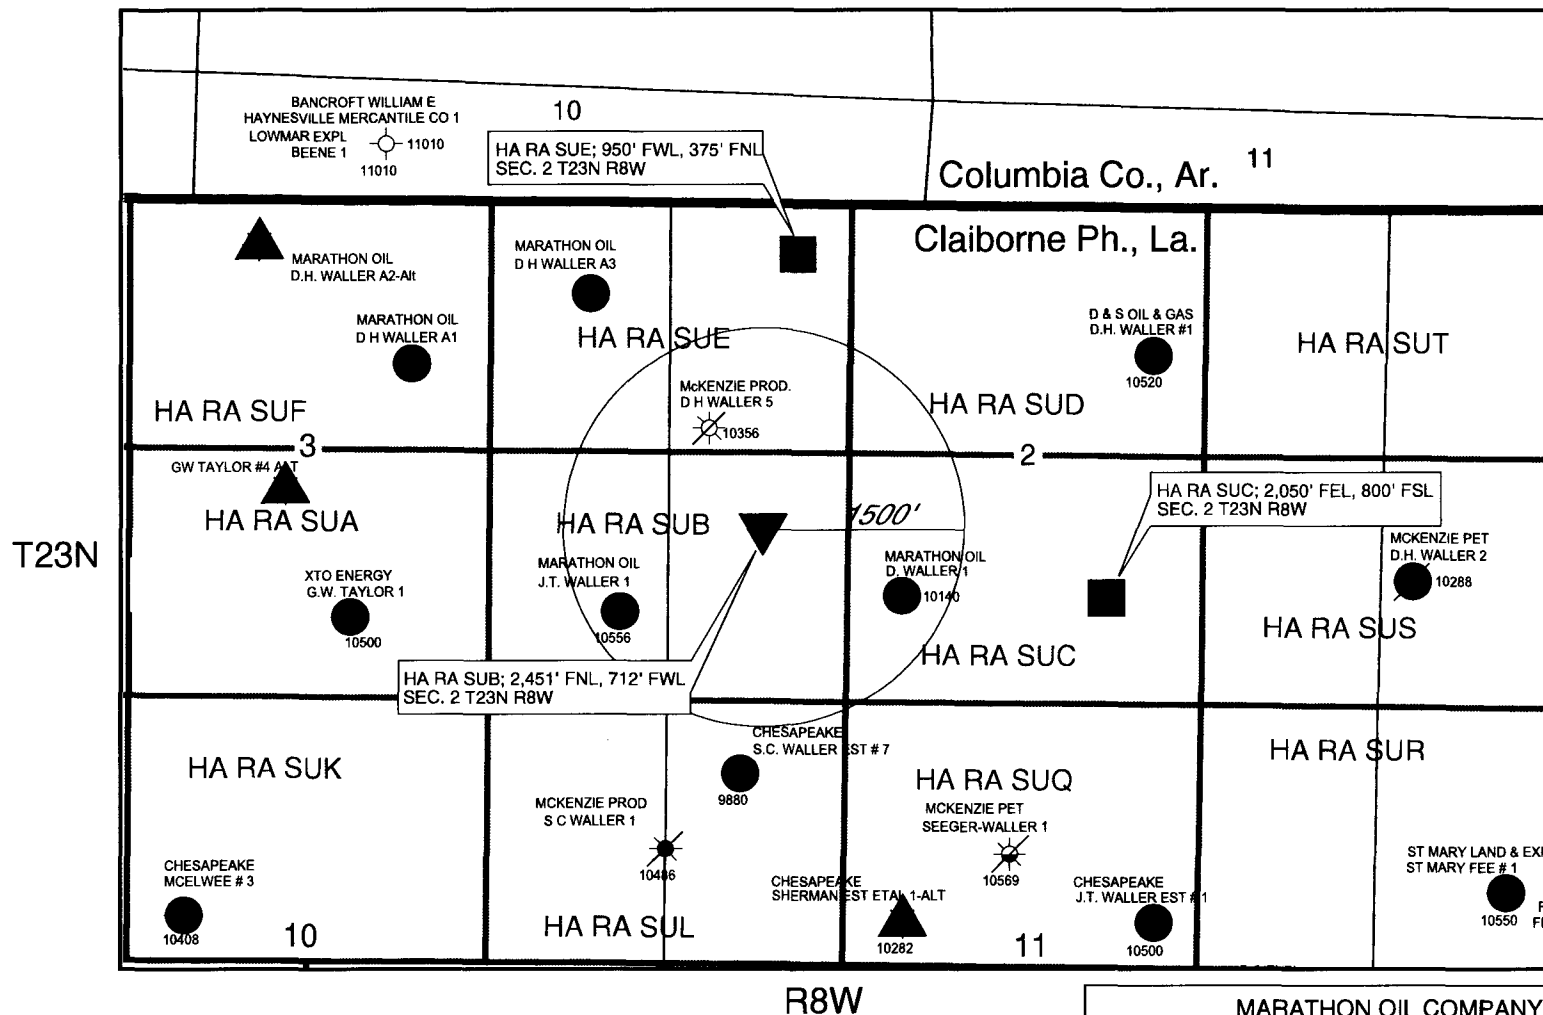 BANCROFT WILLIAM E
HAYNESVILLE MERCANTILE CO 1
LOWMAR EXPL
BEENE 1
11010
11010
10
HA RA SUE; 950' FWL, 375' FNL
SEC. 2 T23N R8W
Columbia Co., Ar.
11
Claiborne Ph., La.
MARATHON OIL
D.H. WALLER A2-Alt
MARATHON OIL
D H WALLER A3
MARATHON OIL
D H WALLER A1
HA RA SUE
D & S OIL & GAS
D.H. WALLER #1
10520
HA RA SUT
McKENZIE PROD.
D H WALLER 5
10356
HA RA SUF
HA RA SUD
3
2
GW TAYLOR #4 ALT
HA RA SUA
HA RA SUB
1500'
HA RA SUC; 2,050' FEL, 800' FSL
SEC. 2 T23N R8W
T23N
MARATHON OIL
J.T. WALLER 1
10556
MARATHON OIL
D. WALLER 1
10140
MCKENZIE PET
D.H. WALLER 2
10288
XTO ENERGY
G.W. TAYLOR 1
10500
HA RA SUS
HA RA SUC
HA RA SUB; 2,451' FNL, 712' FWL
SEC. 2 T23N R8W
CHESAPEAKE
S.C. WALLER EST # 7
9880
HA RA SUK
HA RA SUR
HA RA SUQ
MCKENZIE PROD
S C WALLER 1
10486
MCKENZIE PET
SEEGER-WALLER 1
10569
CHESAPEAKE
MCELWEE # 3
10408
CHESAPEAKE
SHERMAN EST ETAL 1-ALT
10282
CHESAPEAKE
J.T. WALLER EST # 1
10500
ST MARY LAND & EX
ST MARY FEE # 1
10550
F
10
HA RA SUL
11
R8W
MARATHON OIL COMPANY